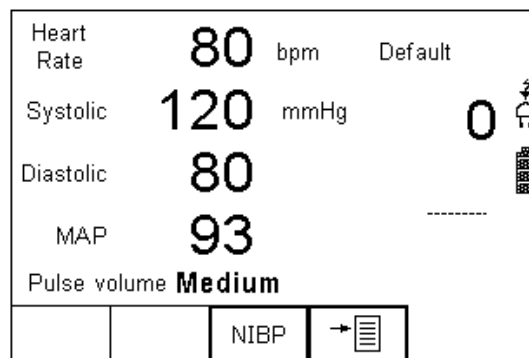 Heart Rate 80 bpm Default
Systolic 120 mmHg 0
Diastolic 80
MAP 93
Pulse volume Medium
NIBP